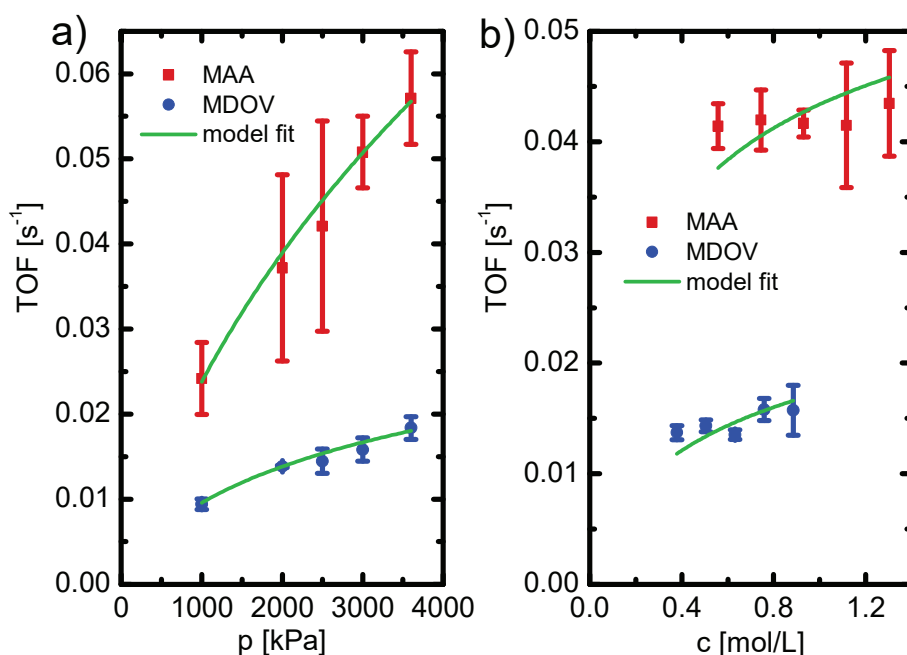 a)
MAA
MDOV
model fit
TOF [s⁻¹]
0.06
0.05
0.04
0.03
0.02
0.01
0.00
0 1000 2000 3000 4000
p [kPa]
b)
MAA
MDOV
model fit
TOF [s⁻¹]
0.05
0.04
0.03
0.02
0.01
0.00
0.0 0.4 0.8 1.2
c [mol/L]